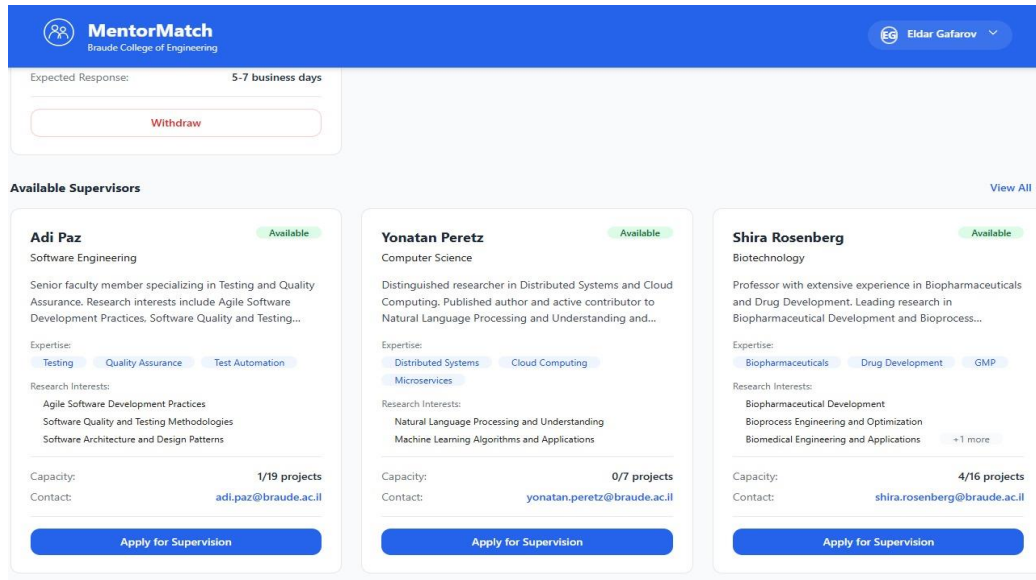 MentorMatch
Braude College of Engineering
EG Eldar Gafarov
Expected Response: 5-7 business days
Withdraw
Available Supervisors View All
Adi Paz Available
Software Engineering
Senior faculty member specializing in Testing and Quality
Assurance. Research interests include Agile Software
Development Practices, Software Quality and Testing...
Expertise:
Testing Quality Assurance Test Automation
Research Interests:
Agile Software Development Practices
Software Quality and Testing Methodologies
Software Architecture and Design Patterns
Capacity: 1/19 projects
Contact: adi.paz@braude.ac.il
Apply for Supervision
Yonatan Peretz Available
Computer Science
Distinguished researcher in Distributed Systems and Cloud
Computing. Published author and active contributor to
Natural Language Processing and Understanding and...
Expertise:
Distributed Systems Cloud Computing
Microservices
Research Interests:
Natural Language Processing and Understanding
Machine Learning Algorithms and Applications
Capacity: 0/7 projects
Contact: yonatan.peretz@braude.ac.il
Apply for Supervision
Shira Rosenberg Available
Biotechnology
Professor with extensive experience in Biopharmaceuticals
and Drug Development. Leading research in
Biopharmaceutical Development and Bioprocess...
Expertise:
Biopharmaceuticals Drug Development GMP
Research Interests:
Biopharmaceutical Development
Bioprocess Engineering and Optimization
Biomedical Engineering and Applications +1 more
Capacity: 4/16 projects
Contact: shira.rosenberg@braude.ac.il
Apply for Supervision